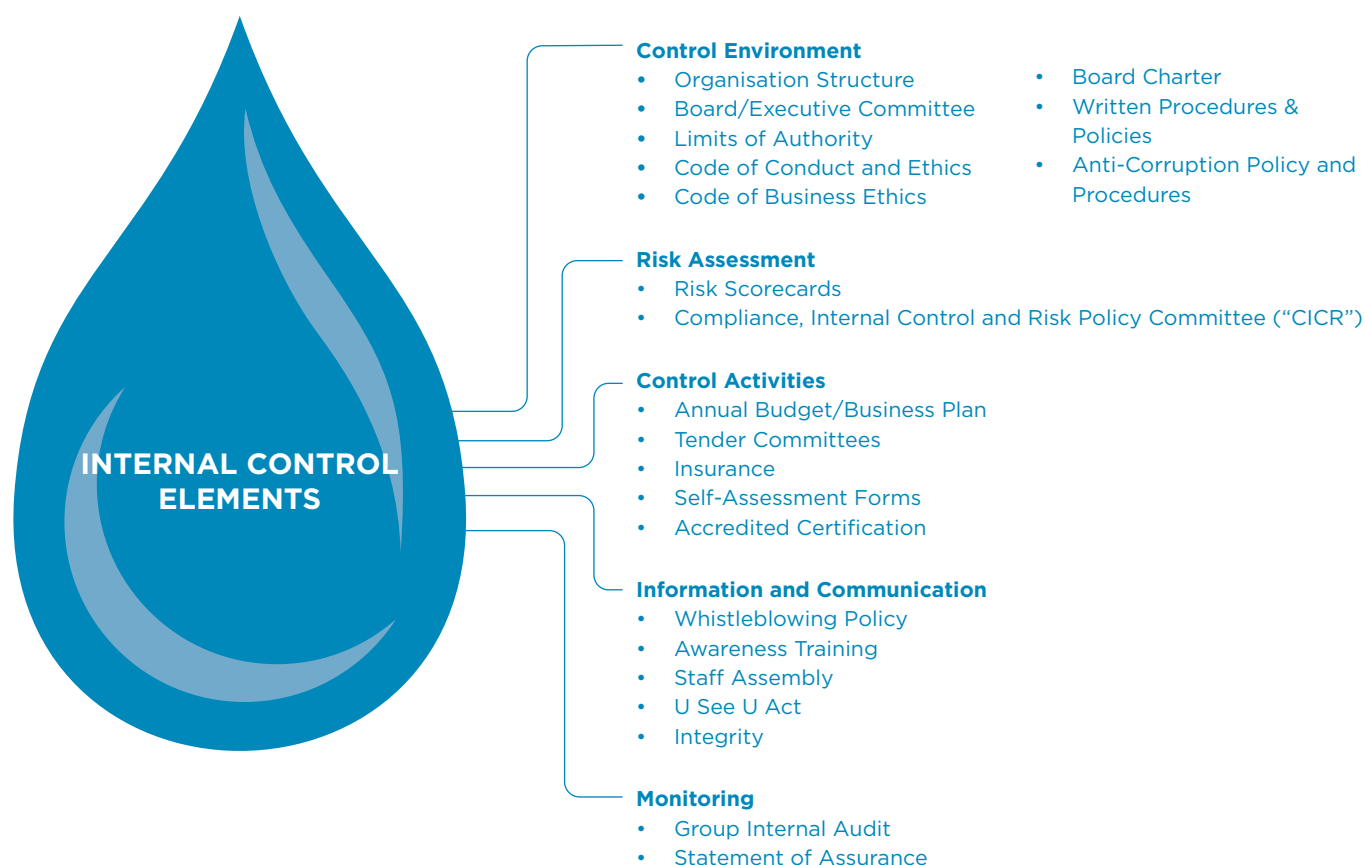 INTERNAL CONTROL
ELEMENTS
Control Environment
• Organisation Structure
• Board/Executive Committee
• Limits of Authority
• Code of Conduct and Ethics
• Code of Business Ethics
• Board Charter
• Written Procedures &
Policies
• Anti-Corruption Policy and
Procedures
Risk Assessment
• Risk Scorecards
• Compliance, Internal Control and Risk Policy Committee (“CICR”)
Control Activities
• Annual Budget/Business Plan
• Tender Committees
• Insurance
• Self-Assessment Forms
• Accredited Certification
Information and Communication
• Whistleblowing Policy
• Awareness Training
• Staff Assembly
• U See U Act
• Integrity
Monitoring
• Group Internal Audit
• Statement of Assurance